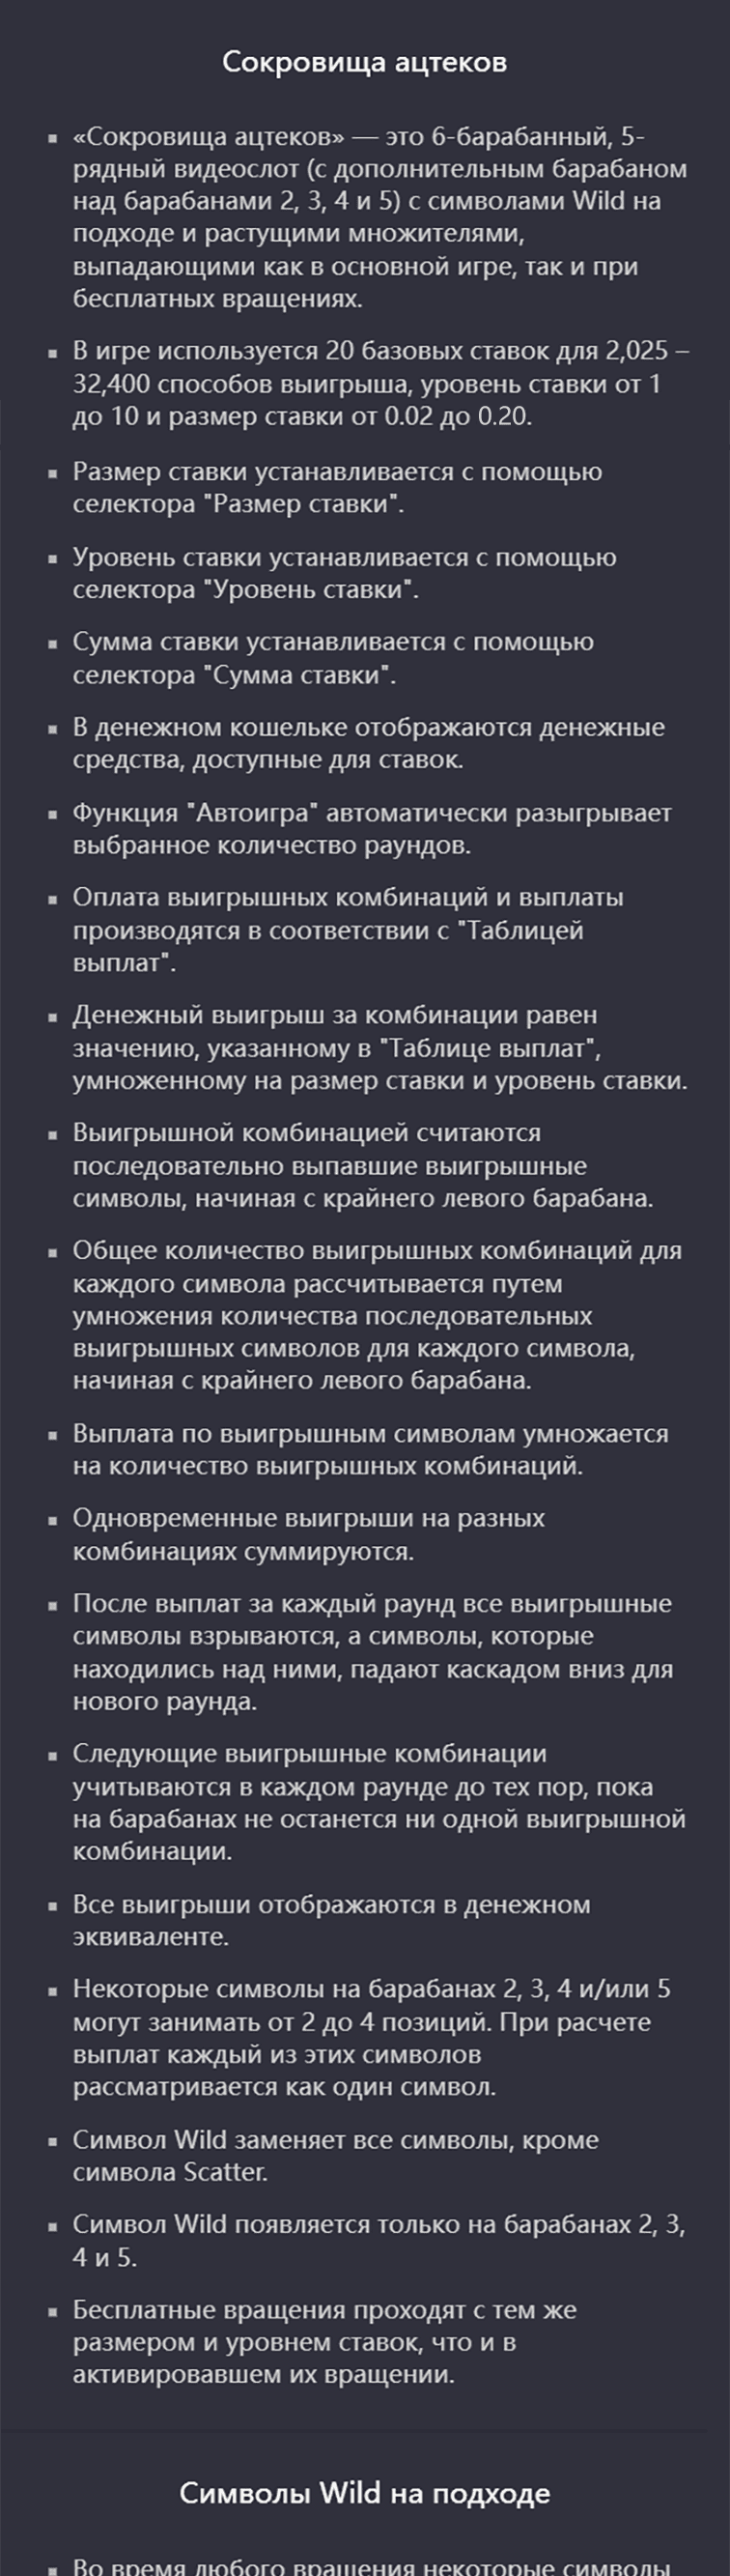 Сокровища ацтеков
▪ «Сокровища ацтеков» — это 6-барабанный, 5-
рядный видеослот (с дополнительным барабаном
над барабанами 2, 3, 4 и 5) с символами Wild на
подходе и растущими множителями,
выпадающими как в основной игре, так и при
бесплатных вращениях.
▪ В игре используется 20 базовых ставок для 2,025 –
32,400 способов выигрыша, уровень ставки от 1
до 10 и размер ставки от 0.02 до 0.20.
▪ Размер ставки устанавливается с помощью
селектора "Размер ставки".
▪ Уровень ставки устанавливается с помощью
селектора "Уровень ставки".
▪ Сумма ставки устанавливается с помощью
селектора "Сумма ставки".
▪ В денежном кошельке отображаются денежные
средства, доступные для ставок.
▪ Функция "Автоигра" автоматически разыгрывает
выбранное количество раундов.
▪ Оплата выигрышных комбинаций и выплаты
производятся в соответствии с "Таблицей
выплат".
▪ Денежный выигрыш за комбинации равен
значению, указанному в "Таблице выплат",
умноженному на размер ставки и уровень ставки.
▪ Выигрышной комбинацией считаются
последовательно выпавшие выигрышные
символы, начиная с крайнего левого барабана.
▪ Общее количество выигрышных комбинаций для
каждого символа рассчитывается путем
умножения количества последовательных
выигрышных символов для каждого символа,
начиная с крайнего левого барабана.
▪ Выплата по выигрышным символам умножается
на количество выигрышных комбинаций.
▪ Одновременные выигрыши на разных
комбинациях суммируются.
▪ После выплат за каждый раунд все выигрышные
символы взрываются, а символы, которые
находились над ними, падают каскадом вниз для
нового раунда.
▪ Следующие выигрышные комбинации
учитываются в каждом раунде до тех пор, пока
на барабанах не останется ни одной выигрышной
комбинации.
▪ Все выигрыши отображаются в денежном
эквиваленте.
▪ Некоторые символы на барабанах 2, 3, 4 и/или 5
могут занимать от 2 до 4 позиций. При расчете
выплат каждый из этих символов
рассматривается как один символ.
▪ Символ Wild заменяет все символы, кроме
символа Scatter.
▪ Символ Wild появляется только на барабанах 2, 3,
4 и 5.
▪ Бесплатные вращения проходят с тем же
размером и уровнем ставок, что и в
активировавшем их вращении.
Символы Wild на подходе
▪ Во время любого вращения некоторые символы